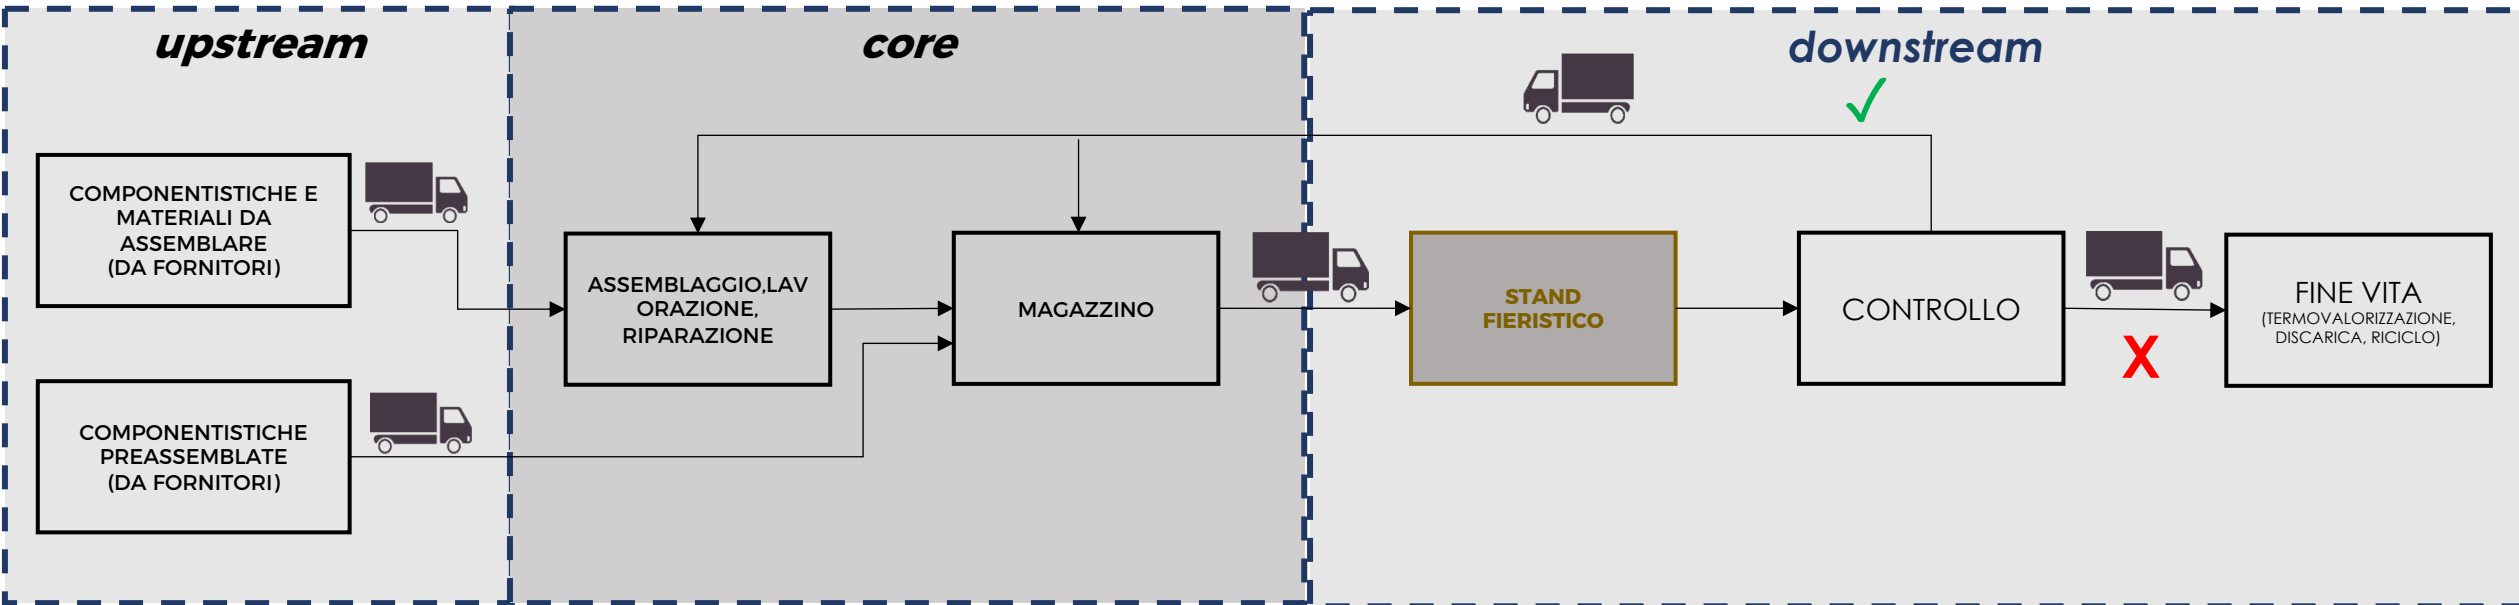 upstream
core
downstream
COMPONENTISTICHE E
MATERIALI DA
ASSEMBLARE
(DA FORNITORI)
COMPONENTISTICHE
PREASSEMBLATE
(DA FORNITORI)
ASSEMBLAGGIO,LAV
ORAZIONE,
RIPARAZIONE
MAGAZZINO
STAND
FIERISTICO
CONTROLLO
X
FINE VITA
(TERMOVALORIZZAZIONE,
DISCARICA, RICICLO)